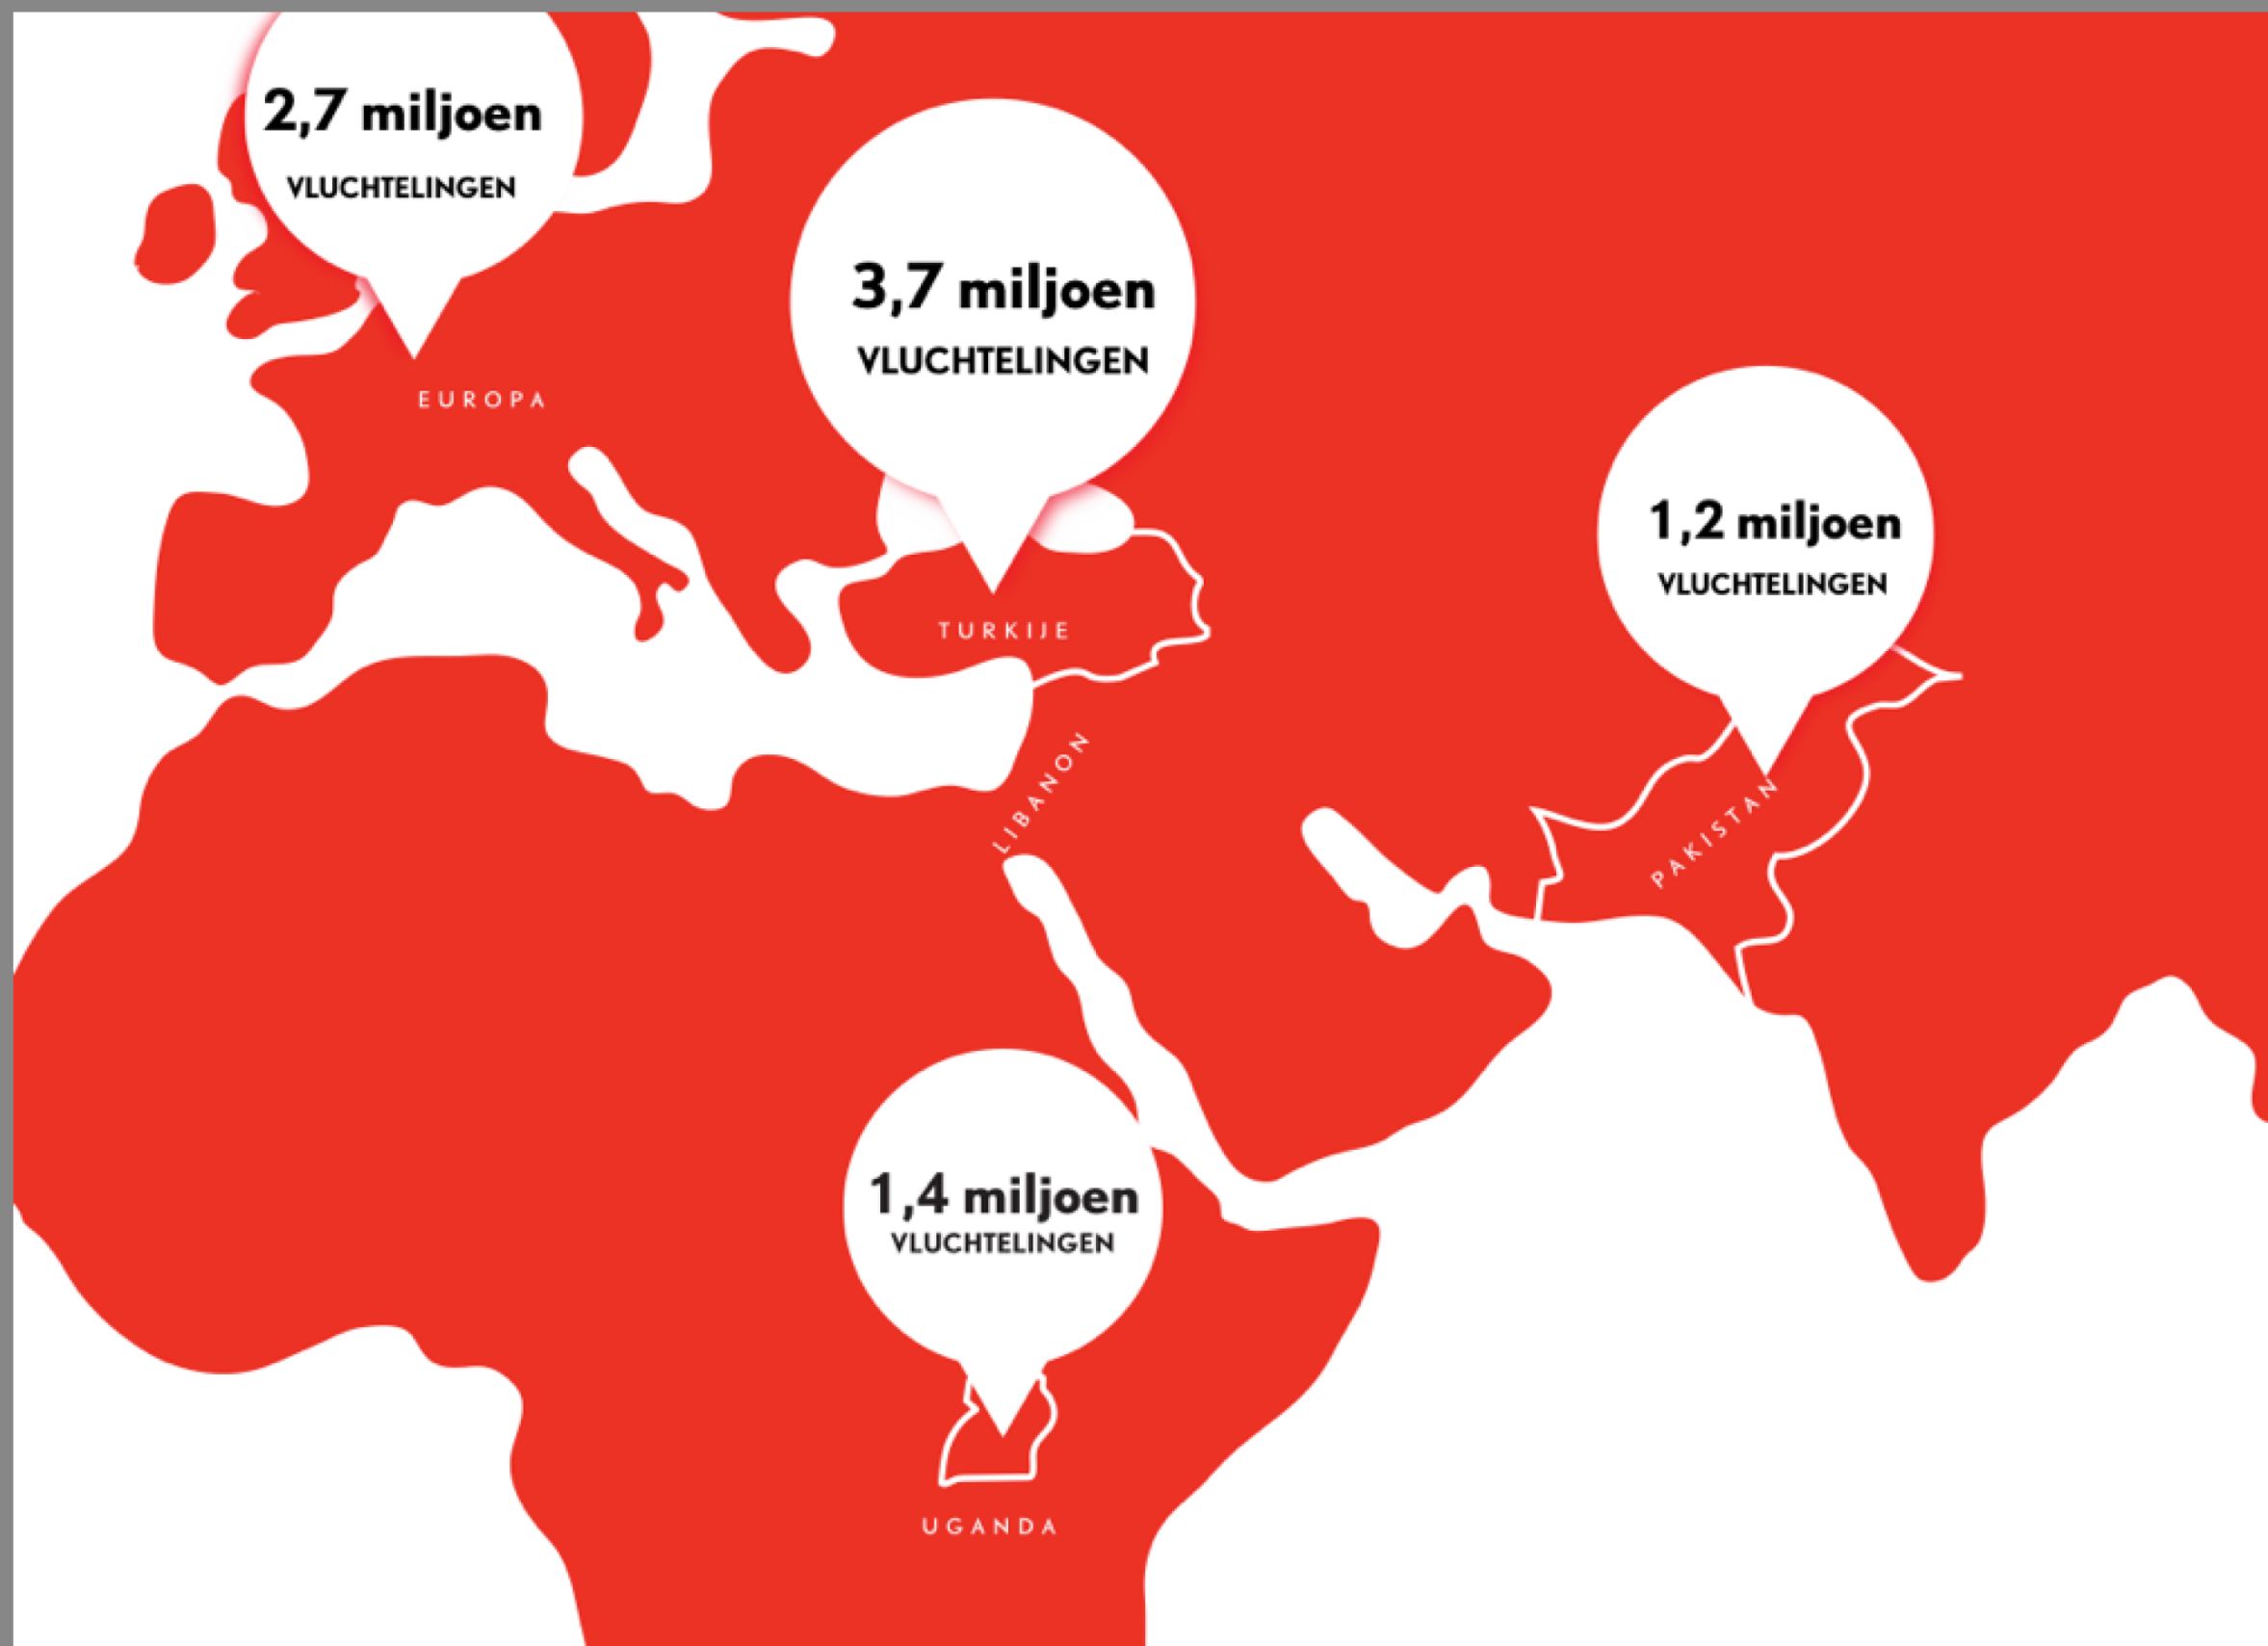 2,7 miljoen
VLUCHTELINGEN
EUROPA
3,7 miljoen
VLUCHTELINGEN
TURKIJE
1,2 miljoen
VLUCHTELINGEN
PAKISTAN
LIBANON
1,4 miljoen
VLUCHTELINGEN
UGANDA